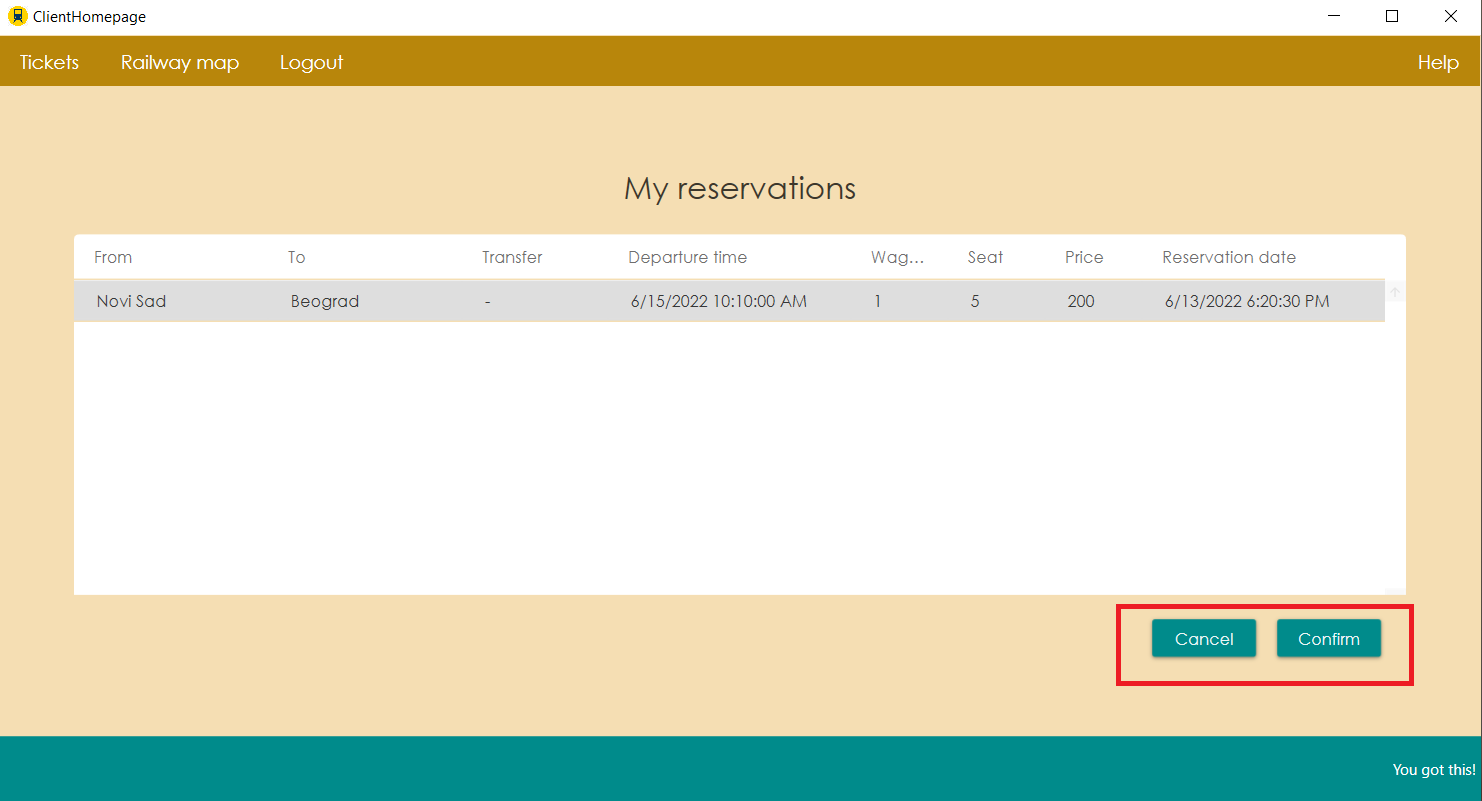 ClientHomepage
Tickets Railway map Logout Help
My reservations
From To Transfer Departure time Wag... Seat Price Reservation date
Novi Sad Beograd - 6/15/2022 10:10:00 AM 1 5 200 6/13/2022 6:20:30 PM
Cancel Confirm
You got this!